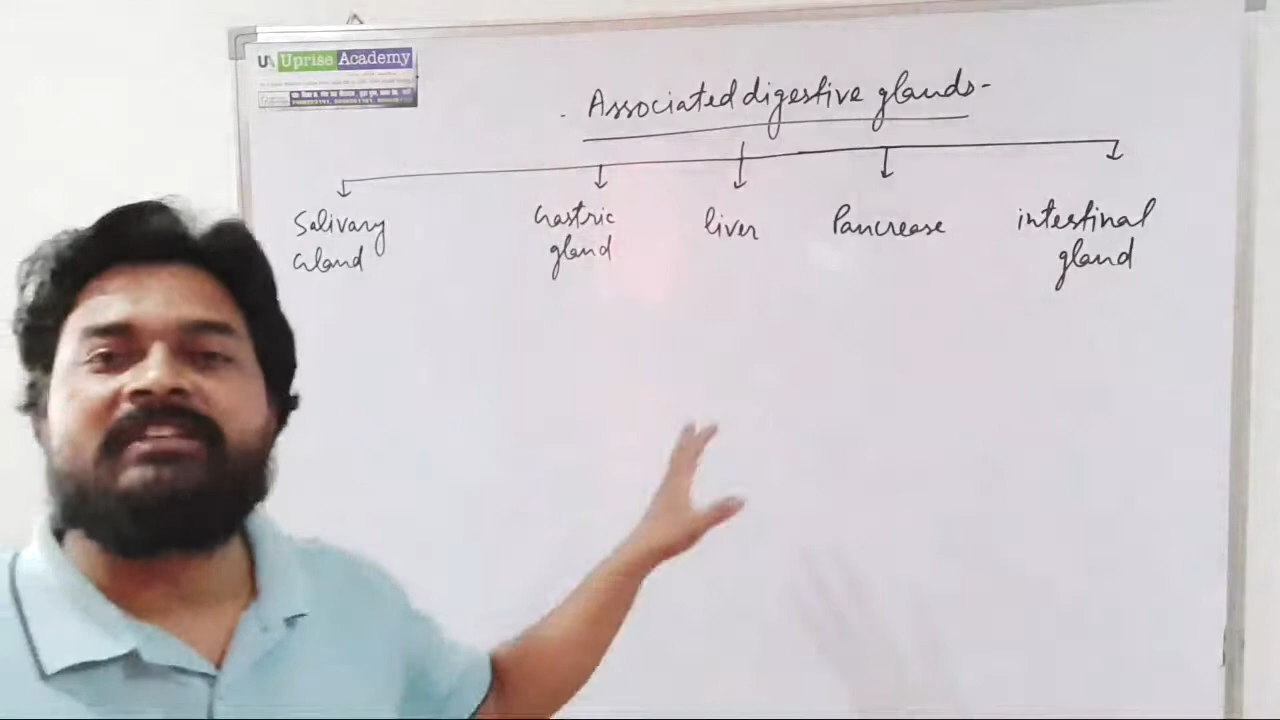 Uprise Academy
Associated digestive glands-
Salivary
Gland
Gastric
gland
liver
Pancrease
intestinal
gland